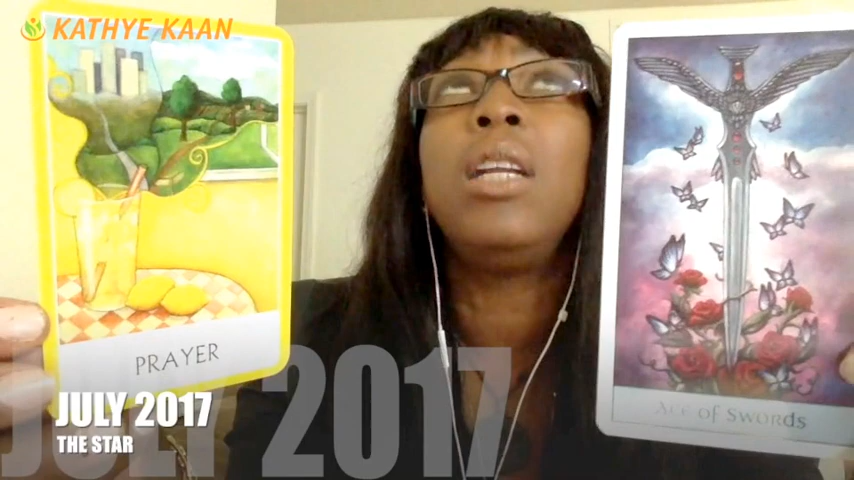 KATHYE KAAN
PRAYER
Ace of Swords
JULY 2017
JULY 2017
THE STAR